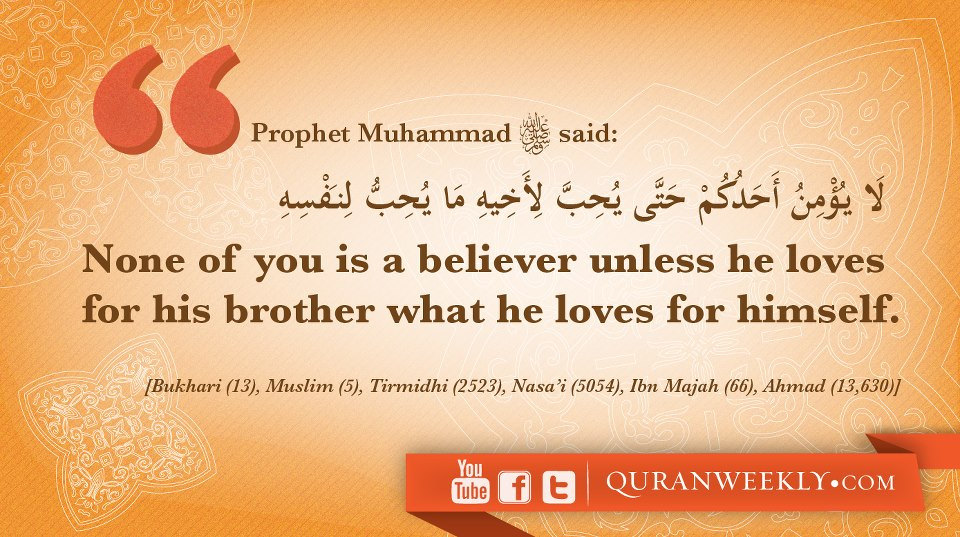 Prophet Muhammad ﷺ said:
لَا يُؤْمِنُ أَحَدُكُمْ حَتَّى يُحِبَّ لِأَخِيهِ مَا يُحِبُّ لِنَفْسِهِ
None of you is a believer unless he loves
for his brother what he loves for himself.
[Bukhari (13), Muslim (5), Tirmidhi (2523), Nasa’i (5054), Ibn Majah (66), Ahmad (13,630)]
You Tube f t QURANWEEKLY•COM